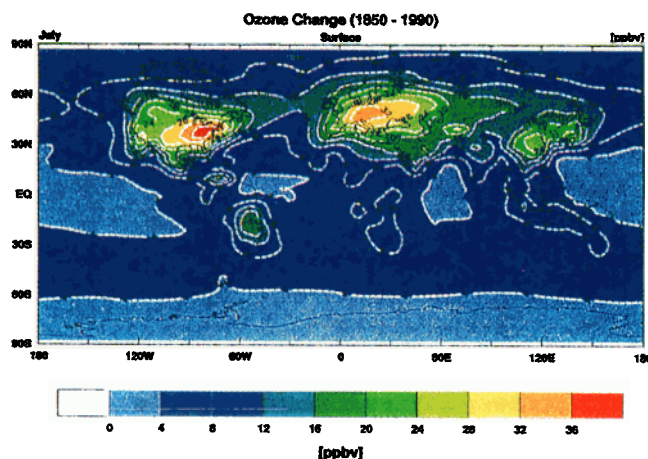 Ozone Change (1850 - 1990)
July Surface [ppbv]
90N
60N
30N
EQ
30S
60S
90S
180 120W 60W 0 60E 120E 180
0 4 8 12 16 20 24 28 32 36
[ppbv]